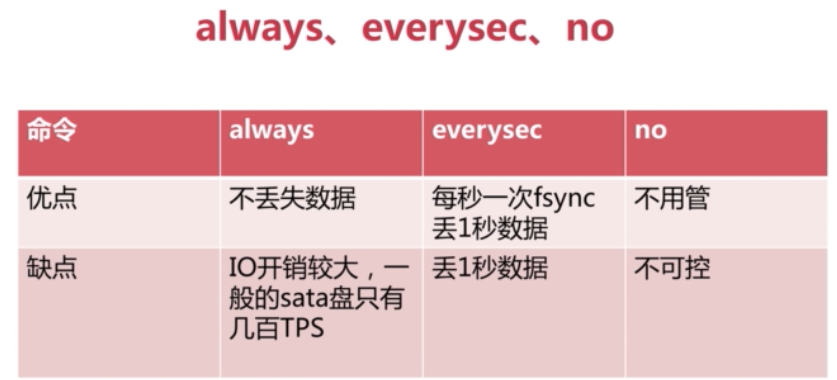 always、everysec、no
命令 always everysec no
优点 不丢失数据 每秒一次fsync 不用管
丢1秒数据
缺点 IO开销较大，一 丢1秒数据 不可控
般的sata盘只有
几百TPS